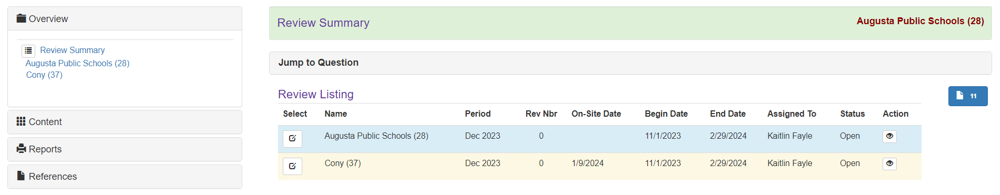 Overview
Review Summary
Augusta Public Schools (28)
Cony (37)
Content
Reports
References
Review Summary Augusta Public Schools (28)
Jump to Question
Review Listing 11
Select Name Period Rev Nbr On-Site Date Begin Date End Date Assigned To Status Action
Augusta Public Schools (28) Dec 2023 0 11/1/2023 2/29/2024 Kaitlin Fayle Open
Cony (37) Dec 2023 0 1/9/2024 11/1/2023 2/29/2024 Kaitlin Fayle Open